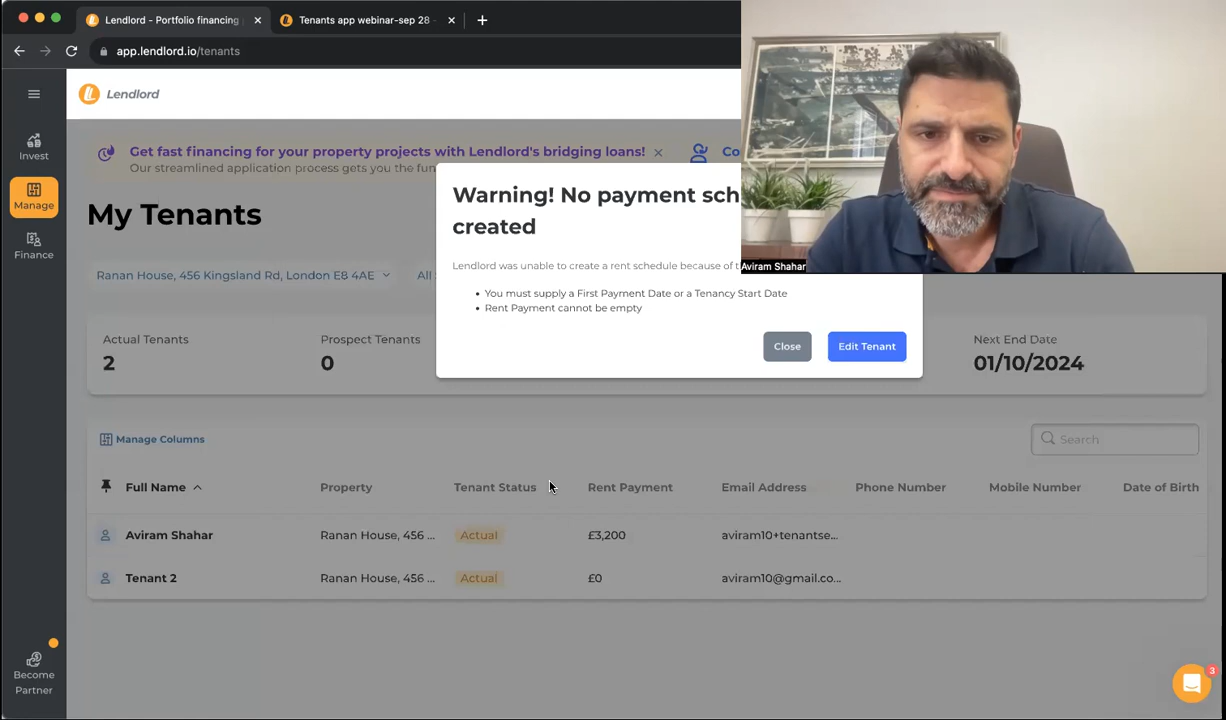 Lendlord - Portfolio financing
Tenants app webinar-sep 28
app.lendlord.io/tenants
Lendlord
Invest
Manage
Finance
Become
Partner
Get fast financing for your property projects with Lendlord's bridging loans!
Our streamlined application process gets you the fun
Co
My Tenants
Ranan House, 456 Kingsland Rd, London E8 4AE
All
Warning! No payment sch
created
Lendlord was unable to create a rent schedule because of t
• You must supply a First Payment Date or a Tenancy Start Date
• Rent Payment cannot be empty
Close
Edit Tenant
Aviram Shahar
Actual Tenants
2
Prospect Tenants
0
Next End Date
01/10/2024
Manage Columns
Search
Full Name Property Tenant Status Rent Payment Email Address Phone Number Mobile Number Date of Birth
Aviram Shahar Ranan House, 456 ... Actual £3,200 aviram10+tenantse...
Tenant 2 Ranan House, 456 ... Actual £0 aviram10@gmail.co...
3